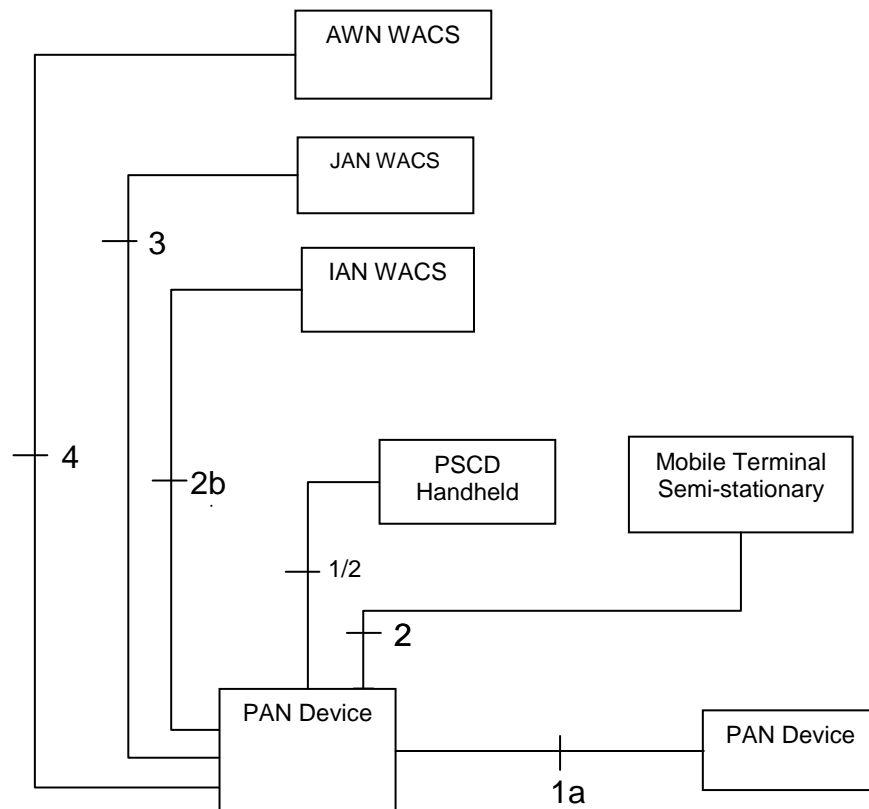 AWN WACS
JAN WACS
3
IAN WACS
4
2b
PSCD
Handheld
Mobile Terminal
Semi-stationary
1/2
2
PAN Device
PAN Device
1a